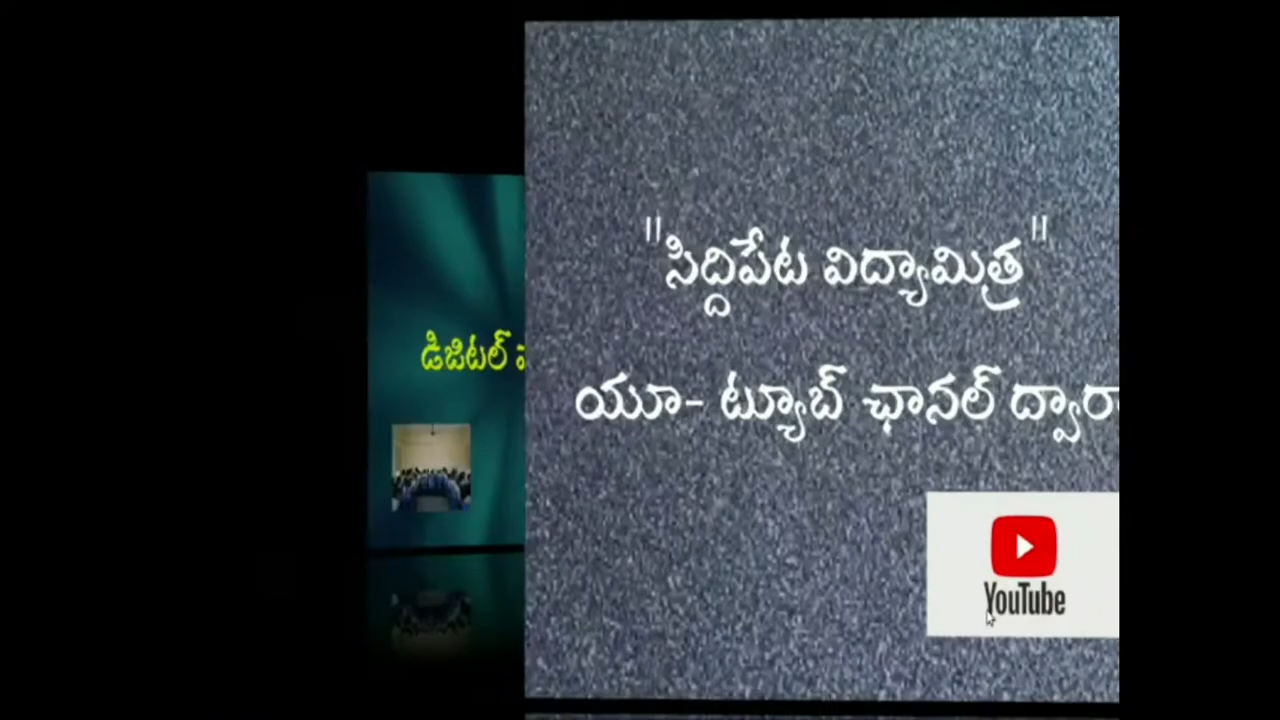 "సిద్దిపేట విద్యామిత్ర"
యూ- ట్యూబ్ ఛానల్ ద్వారా
డిజిటల్
YouTube